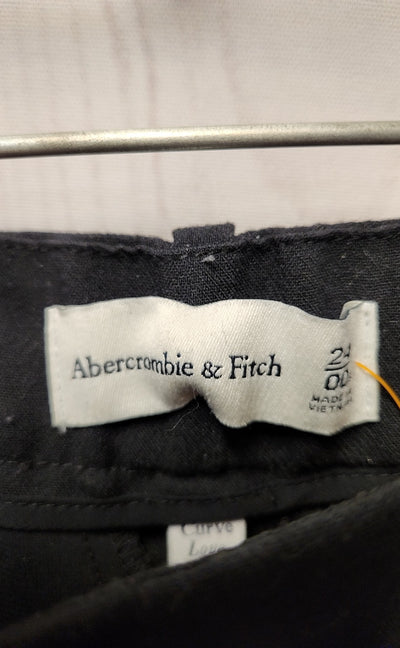 Abercrombie & Fitch
24
00
MADE IN
VIETNAM
Curve
Love